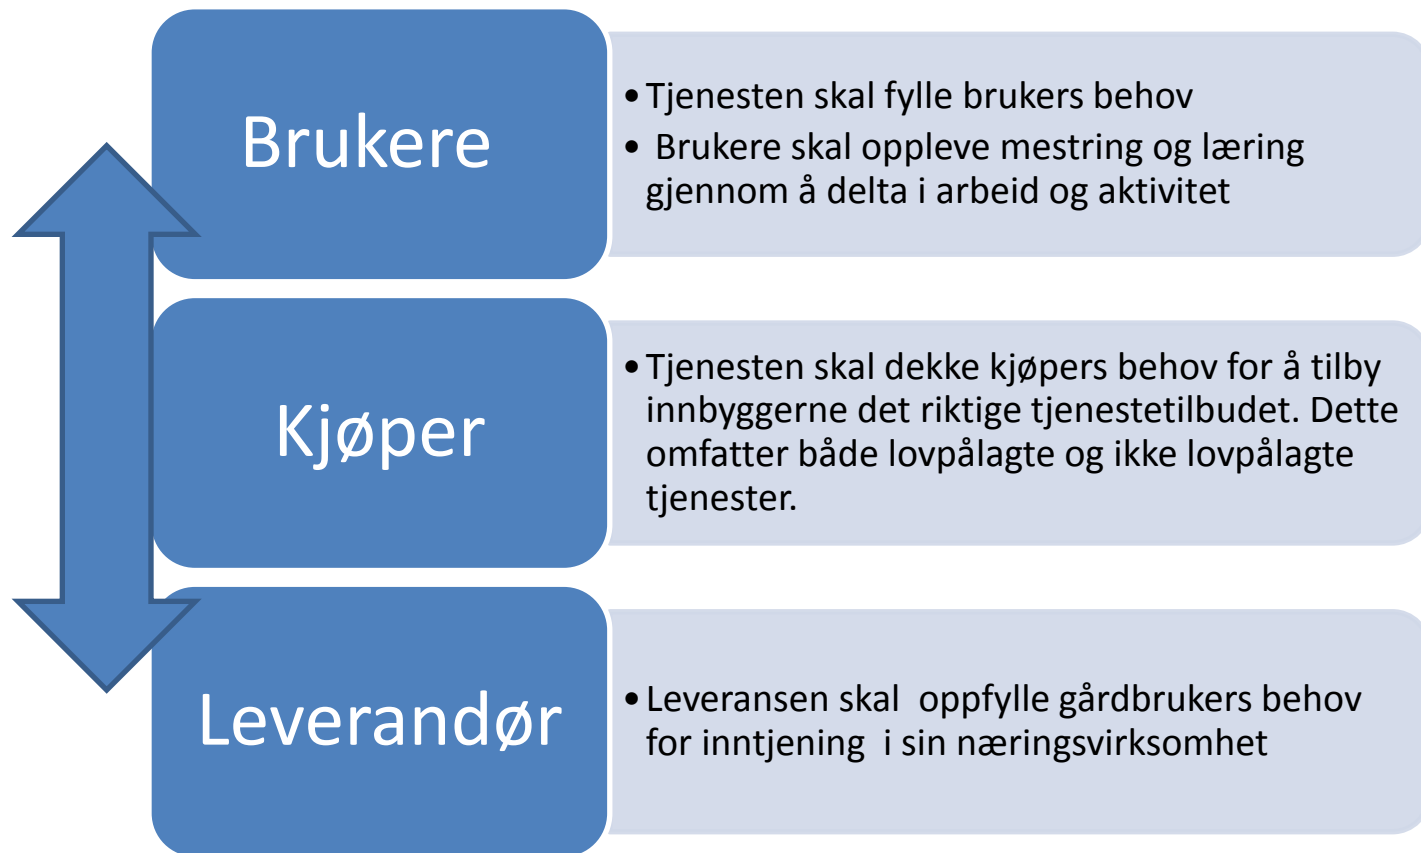 Brukere
• Tjenesten skal fylle brukers behov
• Brukere skal oppleve mestring og læring
gjennom å delta i arbeid og aktivitet
Kjøper
• Tjenesten skal dekke kjøpers behov for å tilby
innbyggerne det riktige tjenestetilbudet. Dette
omfatter både lovpålagte og ikke lovpålagte
tjenester.
Leverandør
• Leveransen skal  oppfylle gårdbrukers behov
for inntjening  i sin næringsvirksomhet